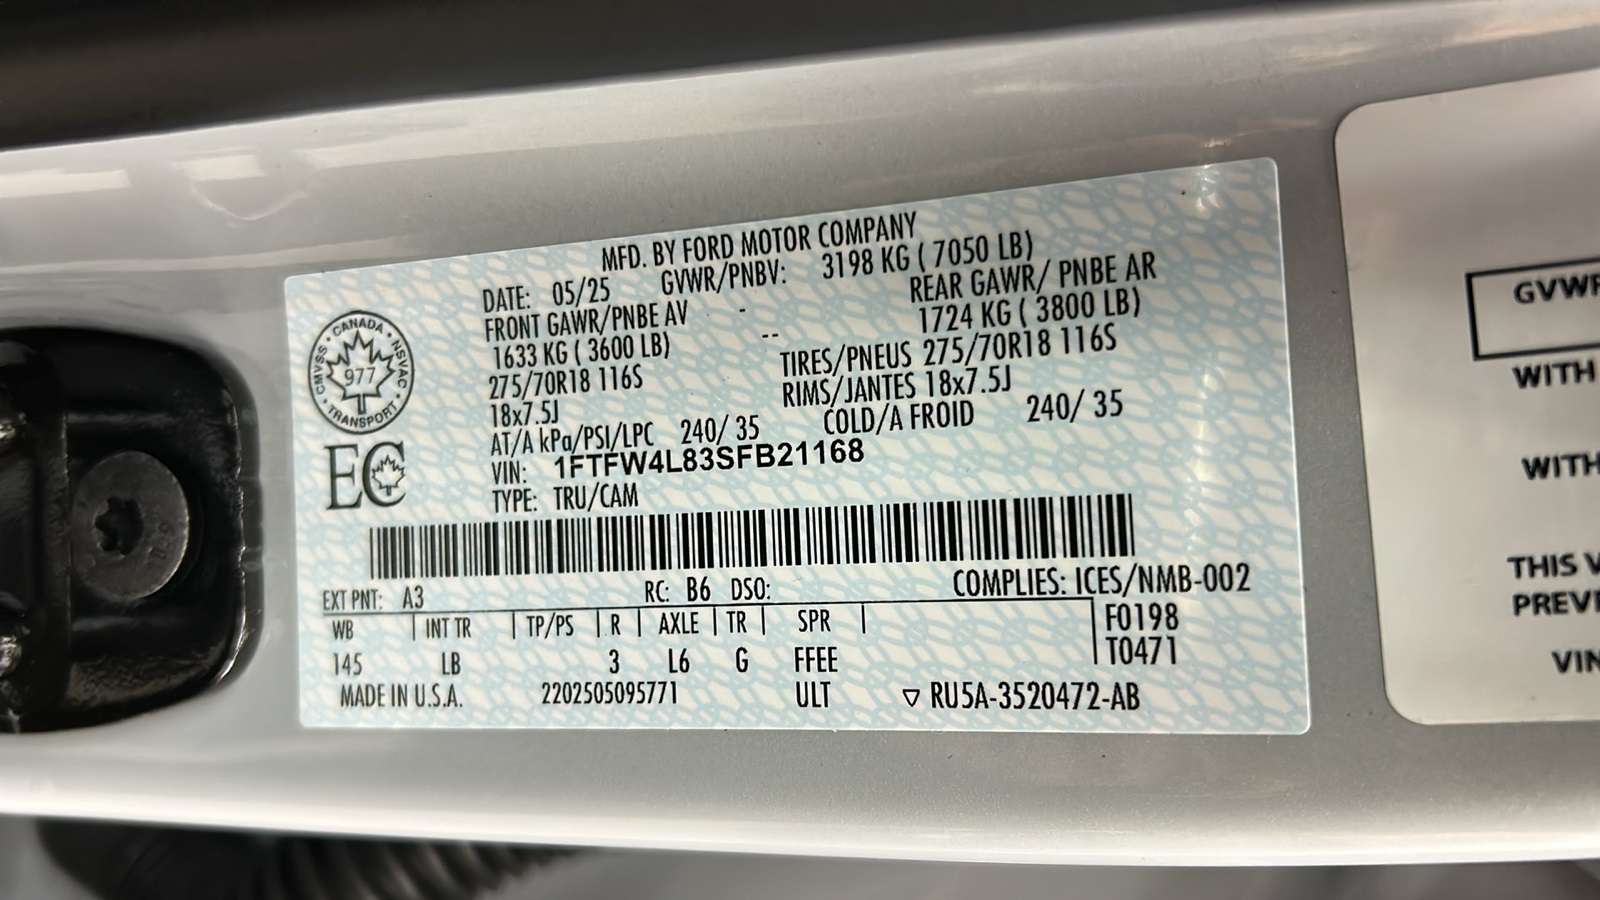 MFD. BY FORD MOTOR COMPANY
DATE: 05/25 GVWR/PNBV: 3198 KG ( 7050 LB)
FRONT GAWR/PNBE AV - REAR GAWR/ PNBE AR
1633 KG ( 3600 LB) -- 1724 KG ( 3800 LB)
275/70R18 116S TIRES/PNEUS 275/70R18 116S
18x7.5J RIMS/JANTES 18x7.5J
AT/A kPa/PSI/LPC 240/ 35 COLD/A FROID 240/ 35
VIN: 1FTFW4L83SFB21168
TYPE: TRU/CAM
CANADA
CMVSS NSVAC
977
TRANSPORT
EC
EXT PNT: A3 RC: B6 DSO: COMPLIES: ICES/NMB-002
WB | INT TR | TP/PS | R | AXLE | TR | SPR | F0198
145 LB 3 L6 G FFEE T0471
MADE IN U.S.A. 2202505095771 ULT ▽ RU5A-3520472-AB
GVWR
WITH
WITH
THIS
VIN